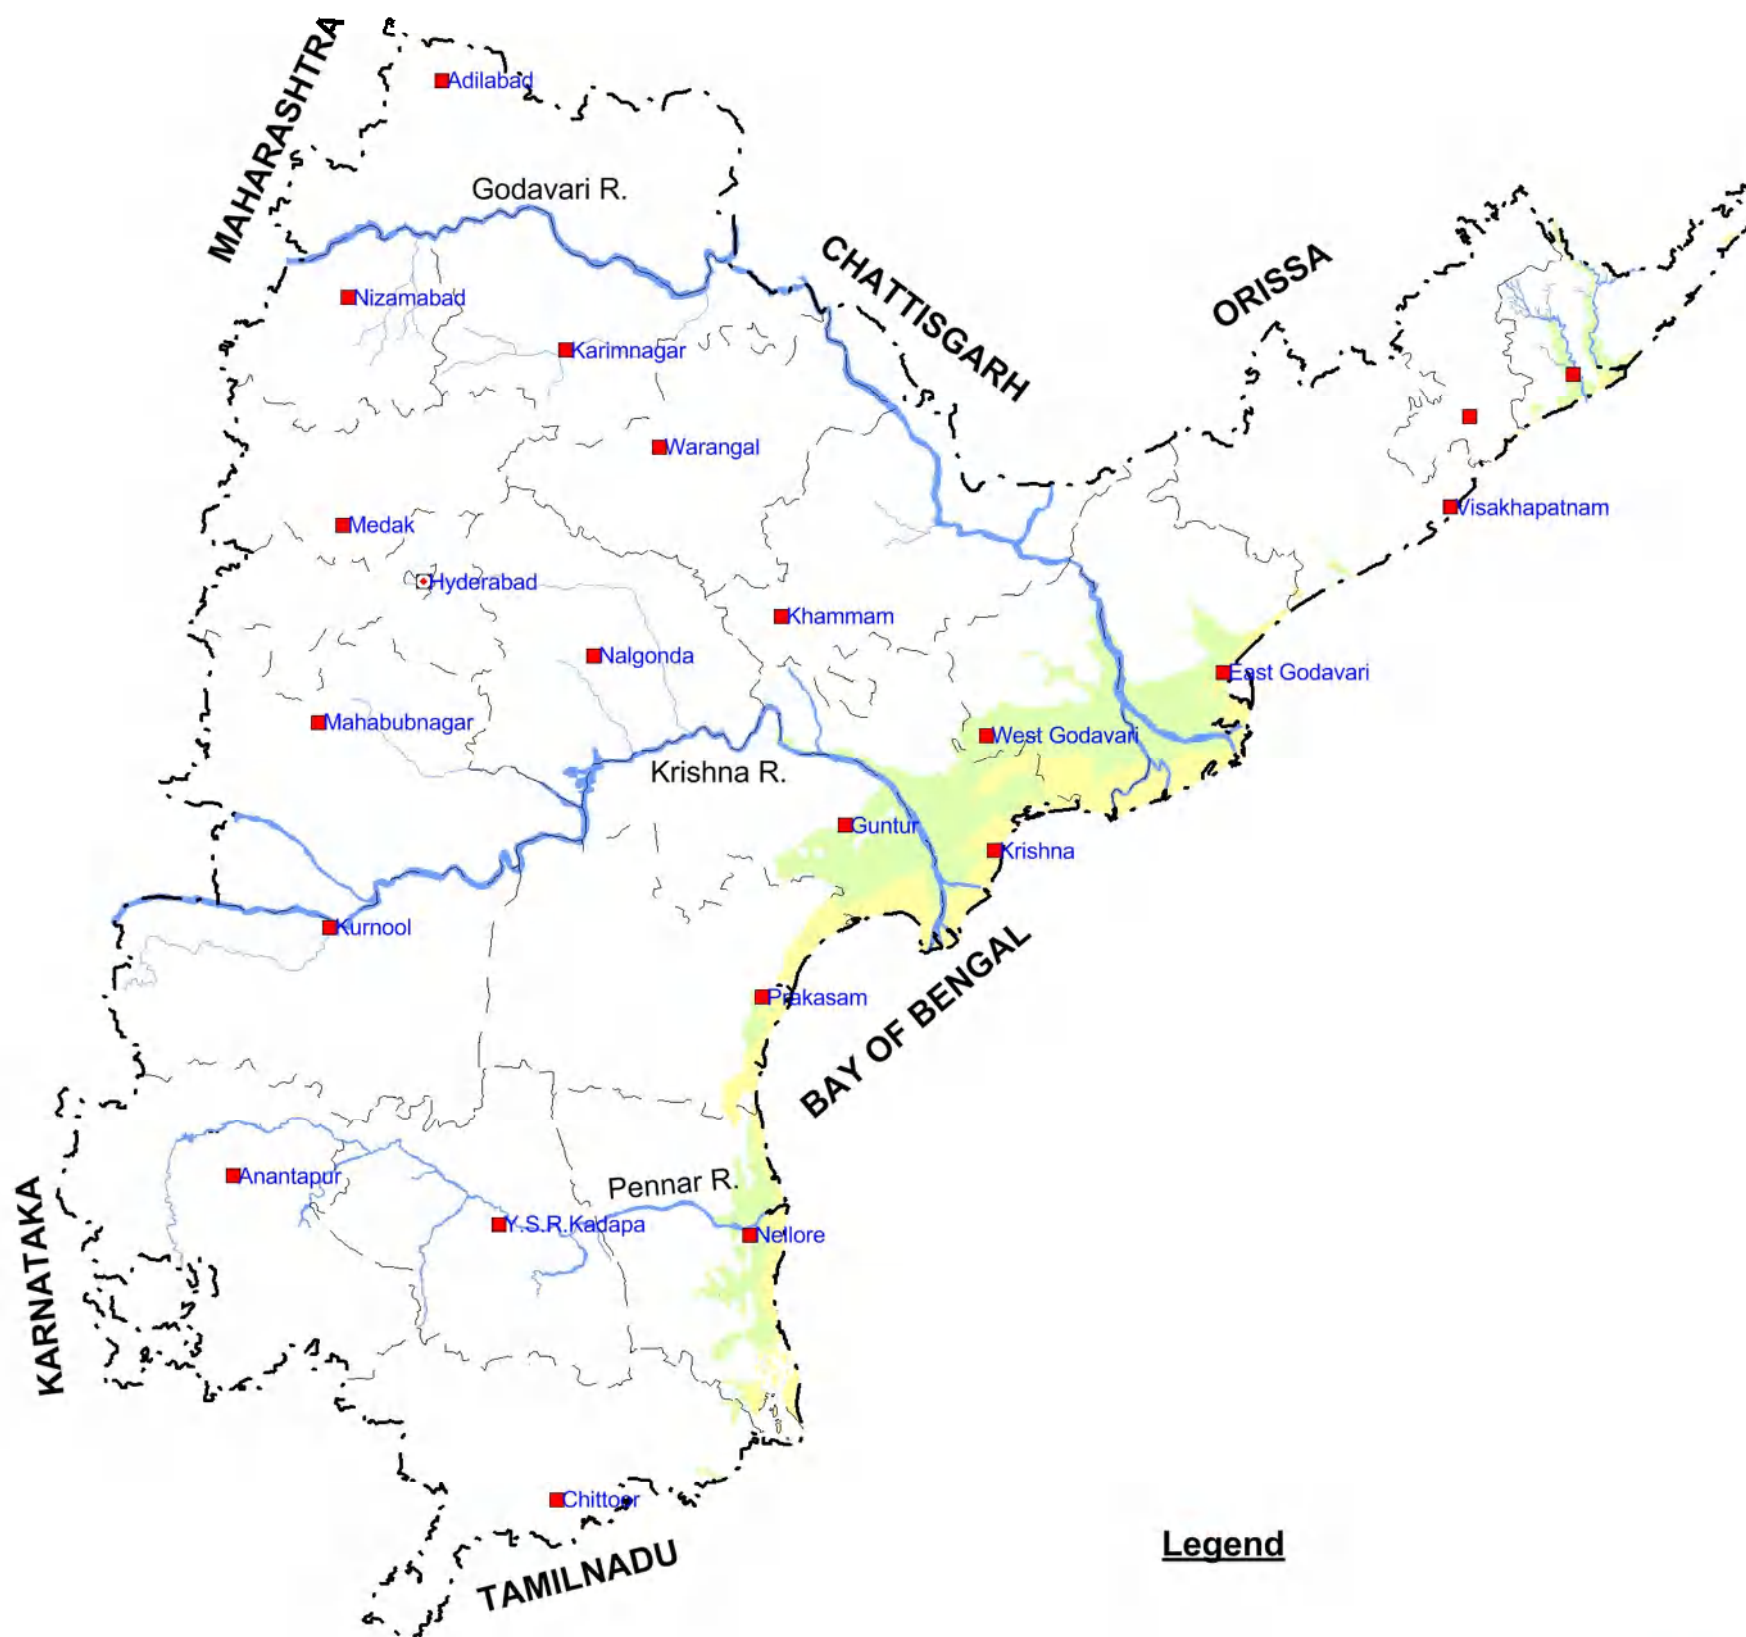 MAHARASHTRA
Adilabad
Godavari R.
CHATTISGARH
ORISSA
Nizamabad
Karimnagar
Warangal
Visakhapatnam
Medak
Hyderabad
Khammam
Nalgonda
East Godavari
Mahabubnagar
West Godavari
Krishna R.
Guntur
Krishna
Kurnool
Prakasam
BAY OF BENGAL
Anantapur
Pennar R.
KARNATAKA
Y.S.R.Kadapa
Nellore
Chittoor
TAMILNADU
Legend